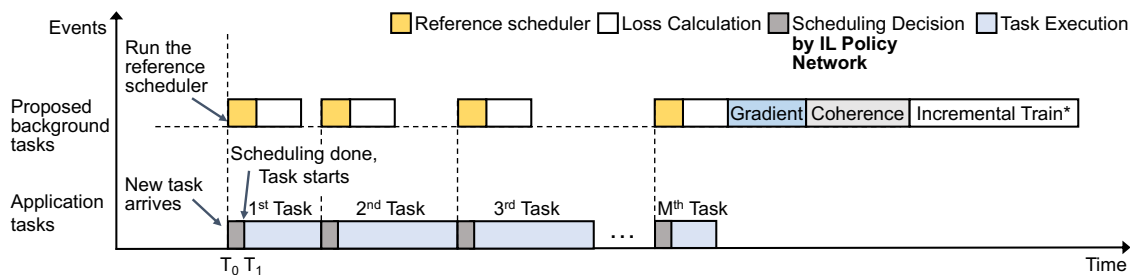 Events
Reference scheduler
Loss Calculation
Scheduling Decision
by IL Policy
Network
Task Execution
Run the
reference
scheduler
Proposed
background
tasks
Gradient
Coherence
Incremental Train*
Scheduling done,
Task starts
New task
arrives
Application
tasks
1st Task
2nd Task
3rd Task
...
Mth Task
T0 T1
Time